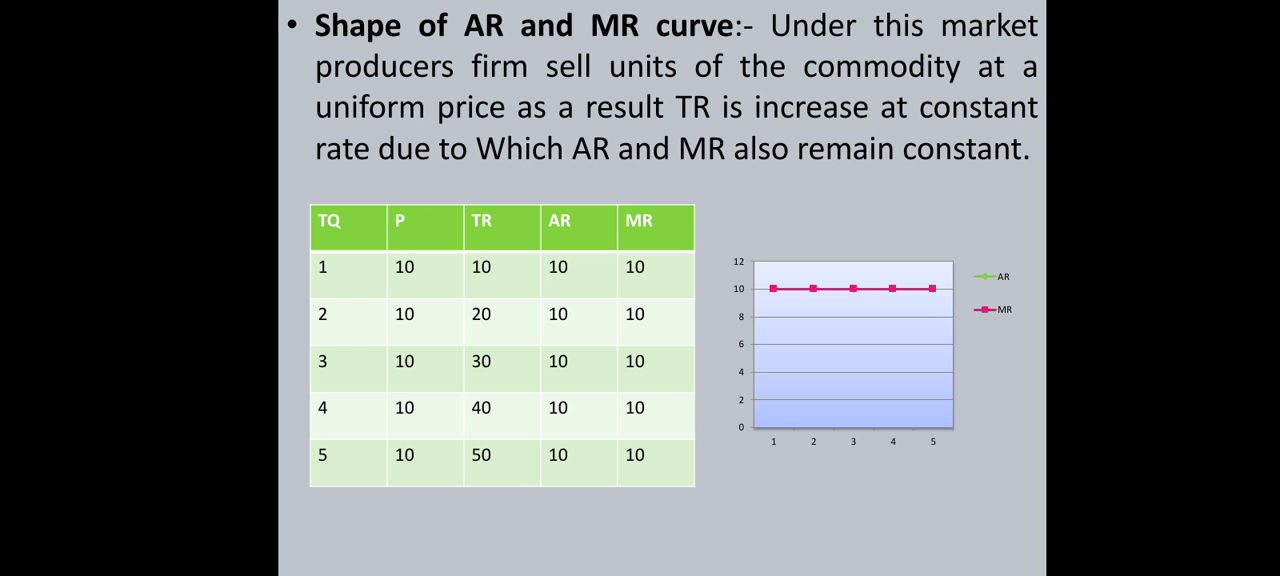 • Shape of AR and MR curve:- Under this market
producers firm sell units of the commodity at a
uniform price as a result TR is increase at constant
rate due to Which AR and MR also remain constant.
TQ P TR AR MR
1 10 10 10 10
2 10 20 10 10
3 10 30 10 10
4 10 40 10 10
5 10 50 10 10
12
10
8
6
4
2
0
1 2 3 4 5
AR
MR